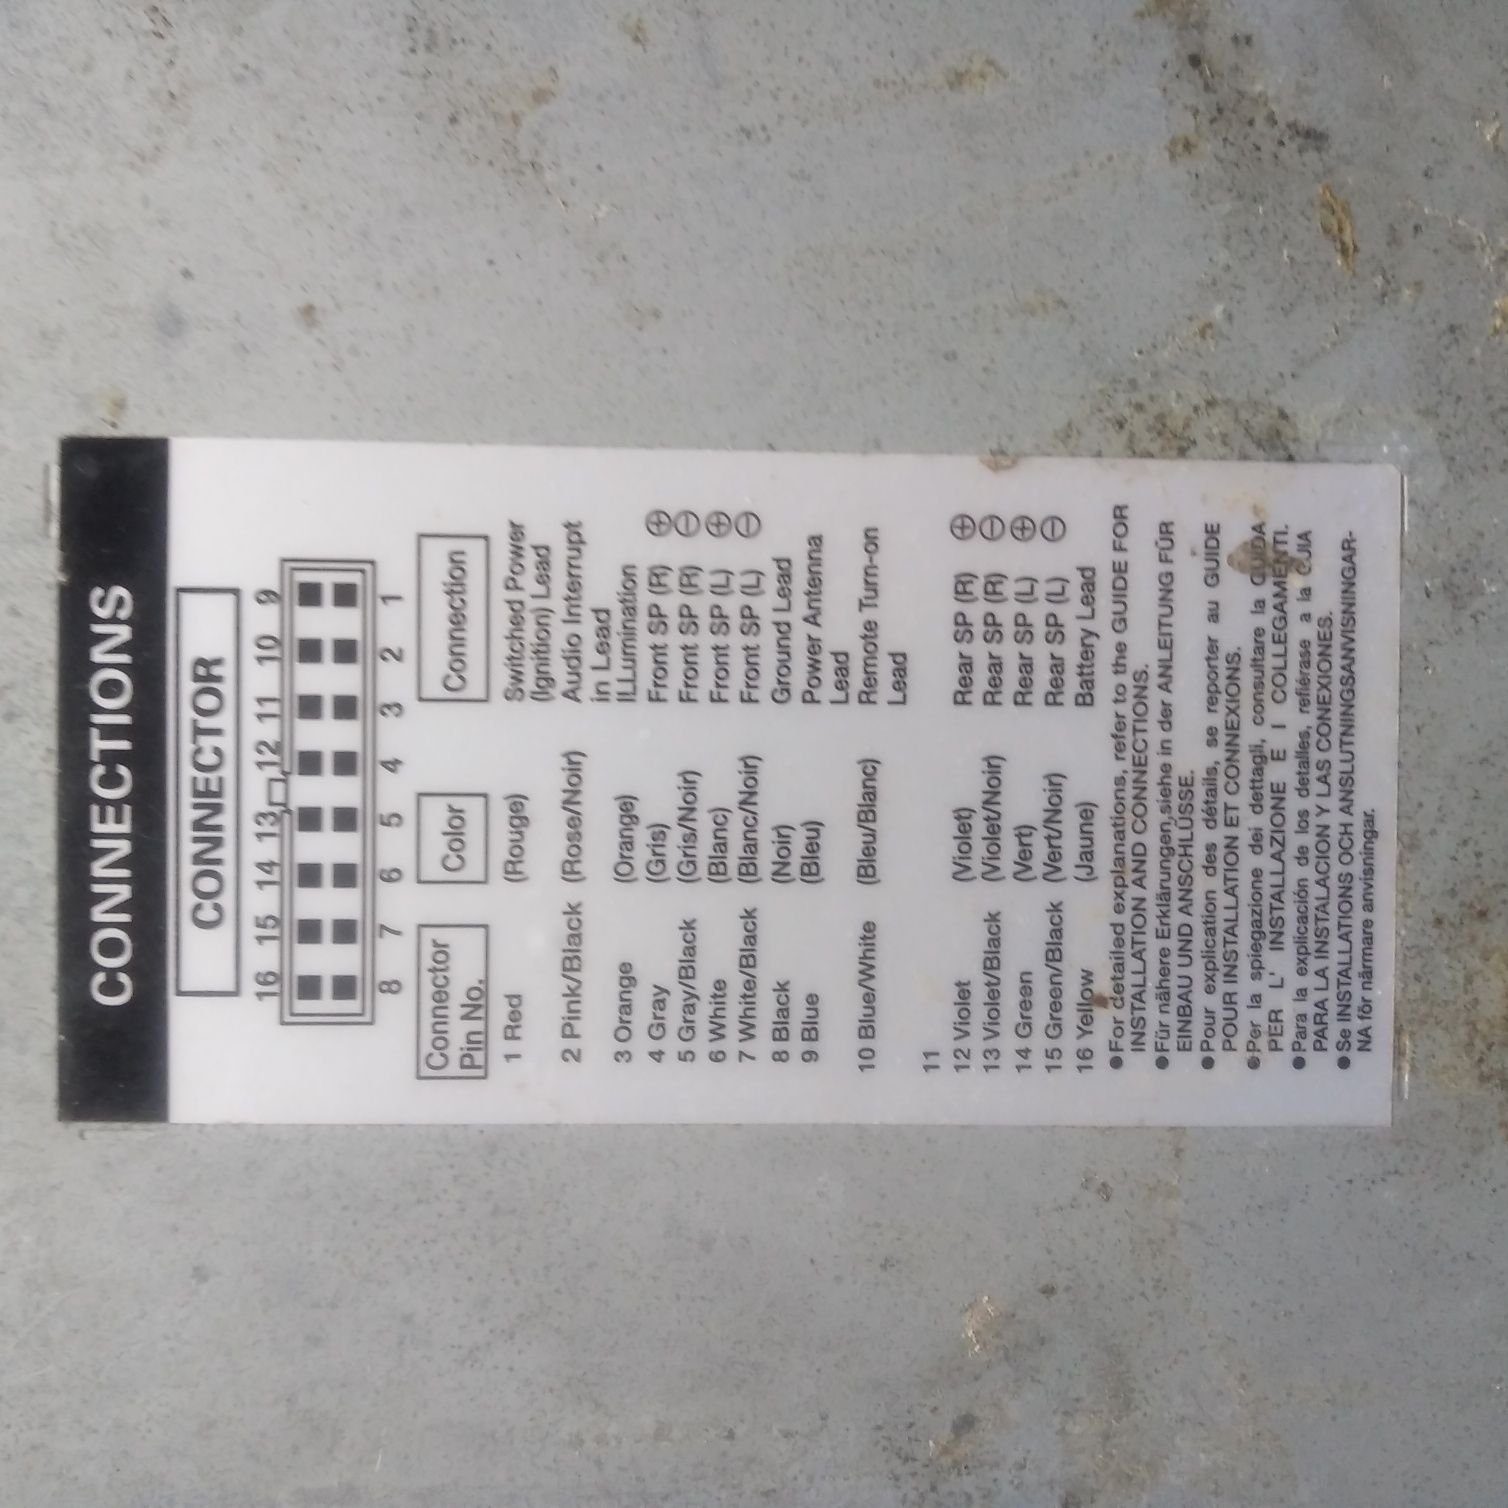 CONNECTIONS
CONNECTOR
16 15 14 13 12 11 10 9
8 7 6 5 4 3 2 1
Connector Color Connection
Pin No.
1 Red (Rouge) Switched Power
(Ignition) Lead
2 Pink/Black (Rose/Noir) Audio Interrupt
in Lead
3 Orange (Orange) ILLumination
4 Gray (Gris) Front SP (R) ⊕
5 Gray/Black (Gris/Noir) Front SP (R) ⊖
6 White (Blanc) Front SP (L) ⊕
7 White/Black (Blanc/Noir) Front SP (L) ⊖
8 Black (Noir) Ground Lead
9 Blue (Bleu) Power Antenna
Lead
10 Blue/White (Bleu/Blanc) Remote Turn-on
Lead
11
12 Violet (Violet) Rear SP (R) ⊕
13 Violet/Black (Violet/Noir) Rear SP (R) ⊖
14 Green (Vert) Rear SP (L) ⊕
15 Green/Black (Vert/Noir) Rear SP (L) ⊖
16 Yellow (Jaune) Battery Lead
●For detailed explanations, refer to the GUIDE FOR
INSTALLATION AND CONNECTIONS.
●Für nähere Erklärungen,siehe in der ANLEITUNG FÜR
EINBAU UND ANSCHLÜSSE.
●Pour explication des détails, se reporter au GUIDE
POUR INSTALLATION ET CONNEXIONS.
●Per la spiegazione dei dettagli, consultare la GUIDA
PER L' INSTALLAZIONE E I COLLEGAMENTI.
●Para la explicación de los detalles, refiérase a la GUIA
PARA LA INSTALACION Y LAS CONEXIONES.
●Se INSTALLATIONS OCH ANSLUTNINGSANVISNINGAR-
NA för närmare anvisningar.